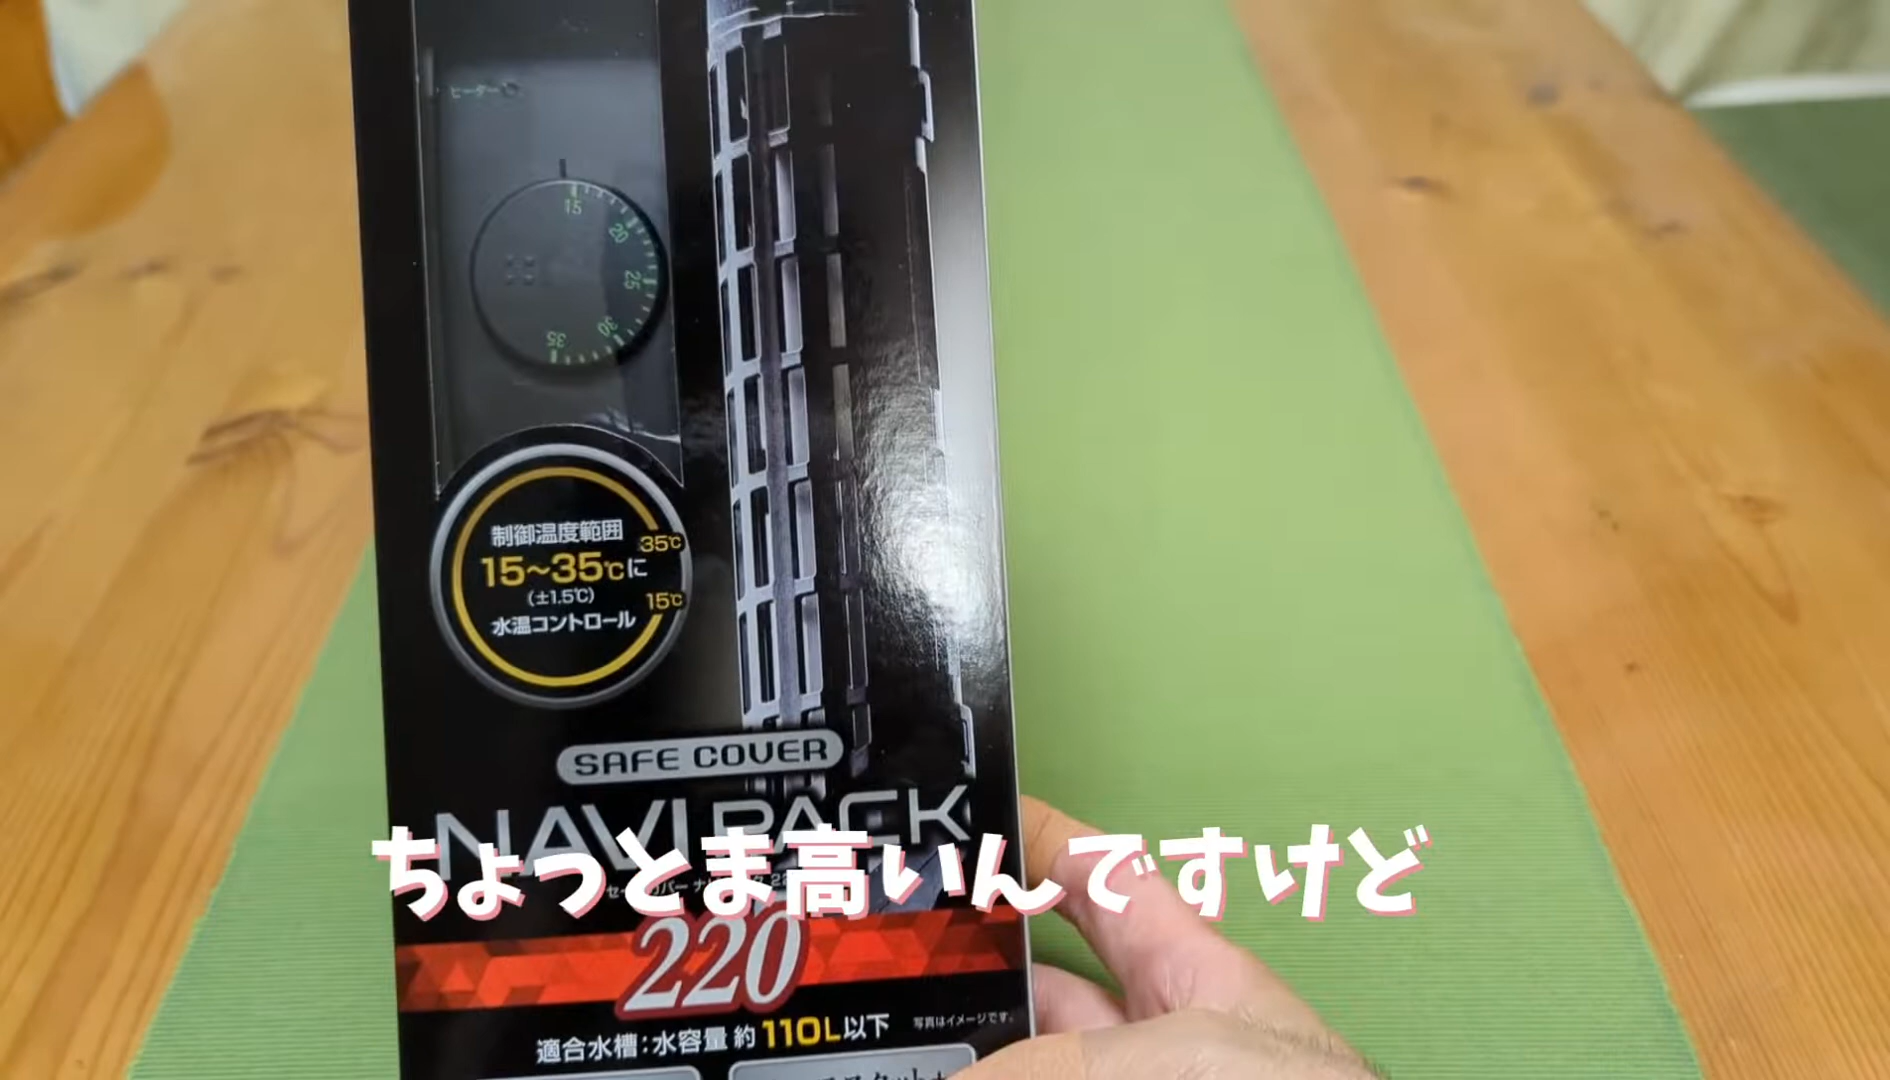 ヒーター
15
20
25
30
35
制御温度範囲
35℃
15~35℃に
(±1.5℃)
15℃
水温コントロール
SAFE COVER
NAVI PACK
ちょっとま高いんですけど
220
適合水槽:水容量 約110L以下
写真はイメージです。